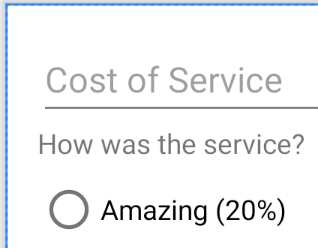 Cost of Service
How was the service?
Amazing (20%)